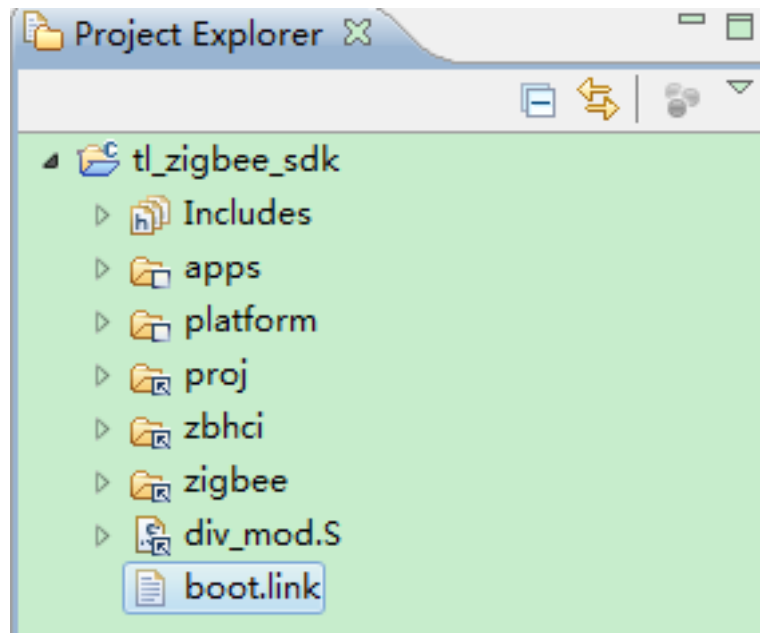 Project Explorer
tl_zigbee_sdk
Includes
apps
platform
proj
zbhci
zigbee
div_mod.S
boot.link